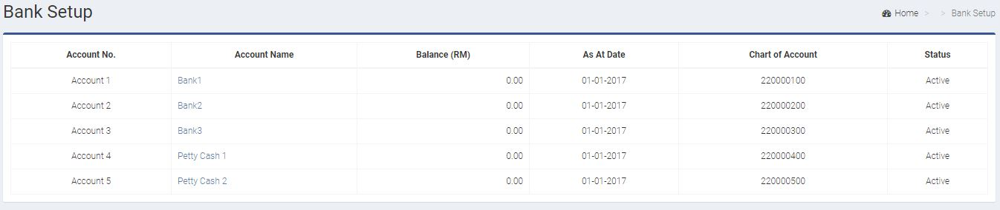 Bank Setup
Home > > Bank Setup
Account No. Account Name Balance (RM) As At Date Chart of Account Status
Account 1 Bank1 0.00 01-01-2017 220000100 Active
Account 2 Bank2 0.00 01-01-2017 220000200 Active
Account 3 Bank3 0.00 01-01-2017 220000300 Active
Account 4 Petty Cash 1 0.00 01-01-2017 220000400 Active
Account 5 Petty Cash 2 0.00 01-01-2017 220000500 Active